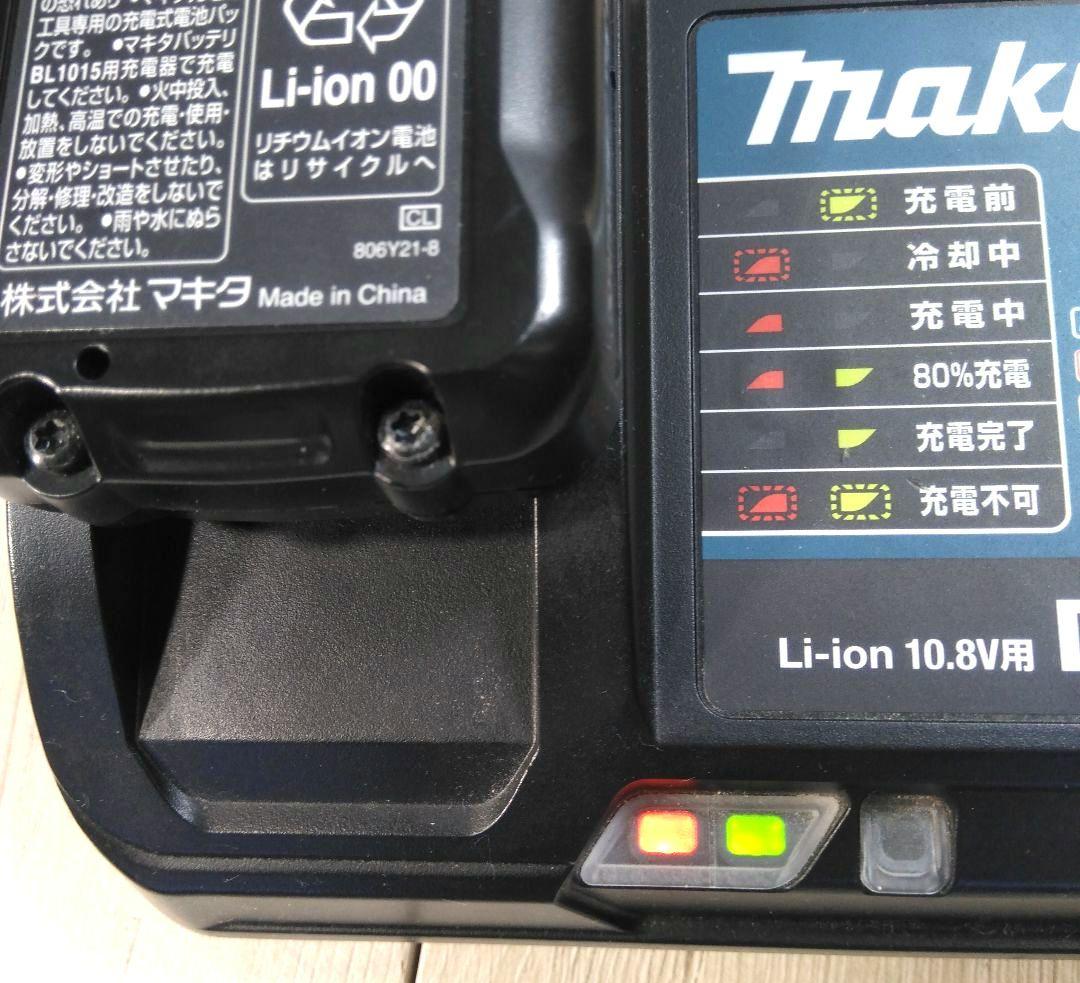 工具専用の充電式電池パッ
クです。 ●マキタバッテリ
BL1015用充電器で充電
してください。●火中投入、
加熱、高温での充電・使用・
放置をしないでください。
●変形やショートさせたり、
分解・修理・改造をしないで
ください。 ●雨や水にぬら
さないでください。
Li-ion 00
リチウムイオン電池
はリサイクルへ
CL
806Y21-8
株式会社マキタ Made in China
充電前
冷却中
充電中
80%充電
充電完了
充電不可
Li-ion 10.8V用